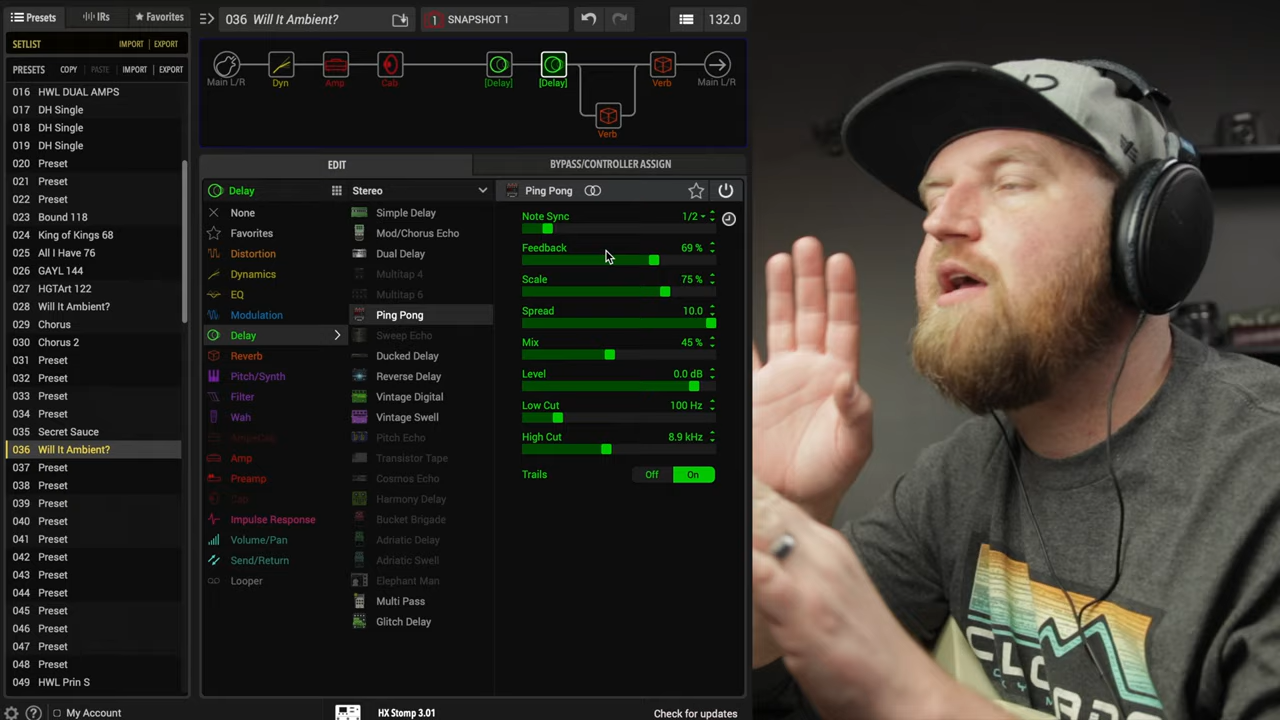 Presets
IRs
Favorites
036 Will It Ambient?
1 SNAPSHOT 1
132.0
SETLIST
IMPORT
EXPORT
PRESETS
COPY
PASTE
IMPORT
EXPORT
016 HWL DUAL AMPS
017 DH Single
018 DH Single
019 DH Single
020 Preset
021 Preset
022 Preset
023 Bound 118
024 King of Kings 68
025 All I Have 76
026 GAYL 144
027 HGTArt 122
028 Will It Ambient?
029 Chorus
030 Chorus 2
031 Preset
032 Preset
033 Preset
034 Preset
035 Secret Sauce
036 Will It Ambient?
037 Preset
038 Preset
039 Preset
040 Preset
041 Preset
042 Preset
043 Preset
044 Preset
045 Preset
046 Preset
047 Preset
048 Preset
049 HWL Prin S
Main L/R
Dyn
Amp
Cab
[Delay]
[Delay]
Verb
Main L/R
Verb
EDIT
BYPASS/CONTROLLER ASSIGN
Delay
Stereo
Ping Pong
None
Favorites
Distortion
Dynamics
EQ
Modulation
Delay
Reverb
Pitch/Synth
Filter
Wah
Amp+Cab
Amp
Preamp
Cab
Impulse Response
Volume/Pan
Send/Return
Looper
Simple Delay
Mod/Chorus Echo
Dual Delay
Multitap 4
Multitap 6
Ping Pong
Sweep Echo
Ducked Delay
Reverse Delay
Vintage Digital
Vintage Swell
Pitch Echo
Transistor Tape
Cosmos Echo
Harmony Delay
Bucket Brigade
Adriatic Delay
Adriatic Swell
Elephant Man
Multi Pass
Glitch Delay
Note Sync 1/2
Feedback 69 %
Scale 75 %
Spread 10.0
Mix 45 %
Level 0.0 dB
Low Cut 100 Hz
High Cut 8.9 kHz
Trails Off On
My Account
HX Stomp 3.01
Check for updates